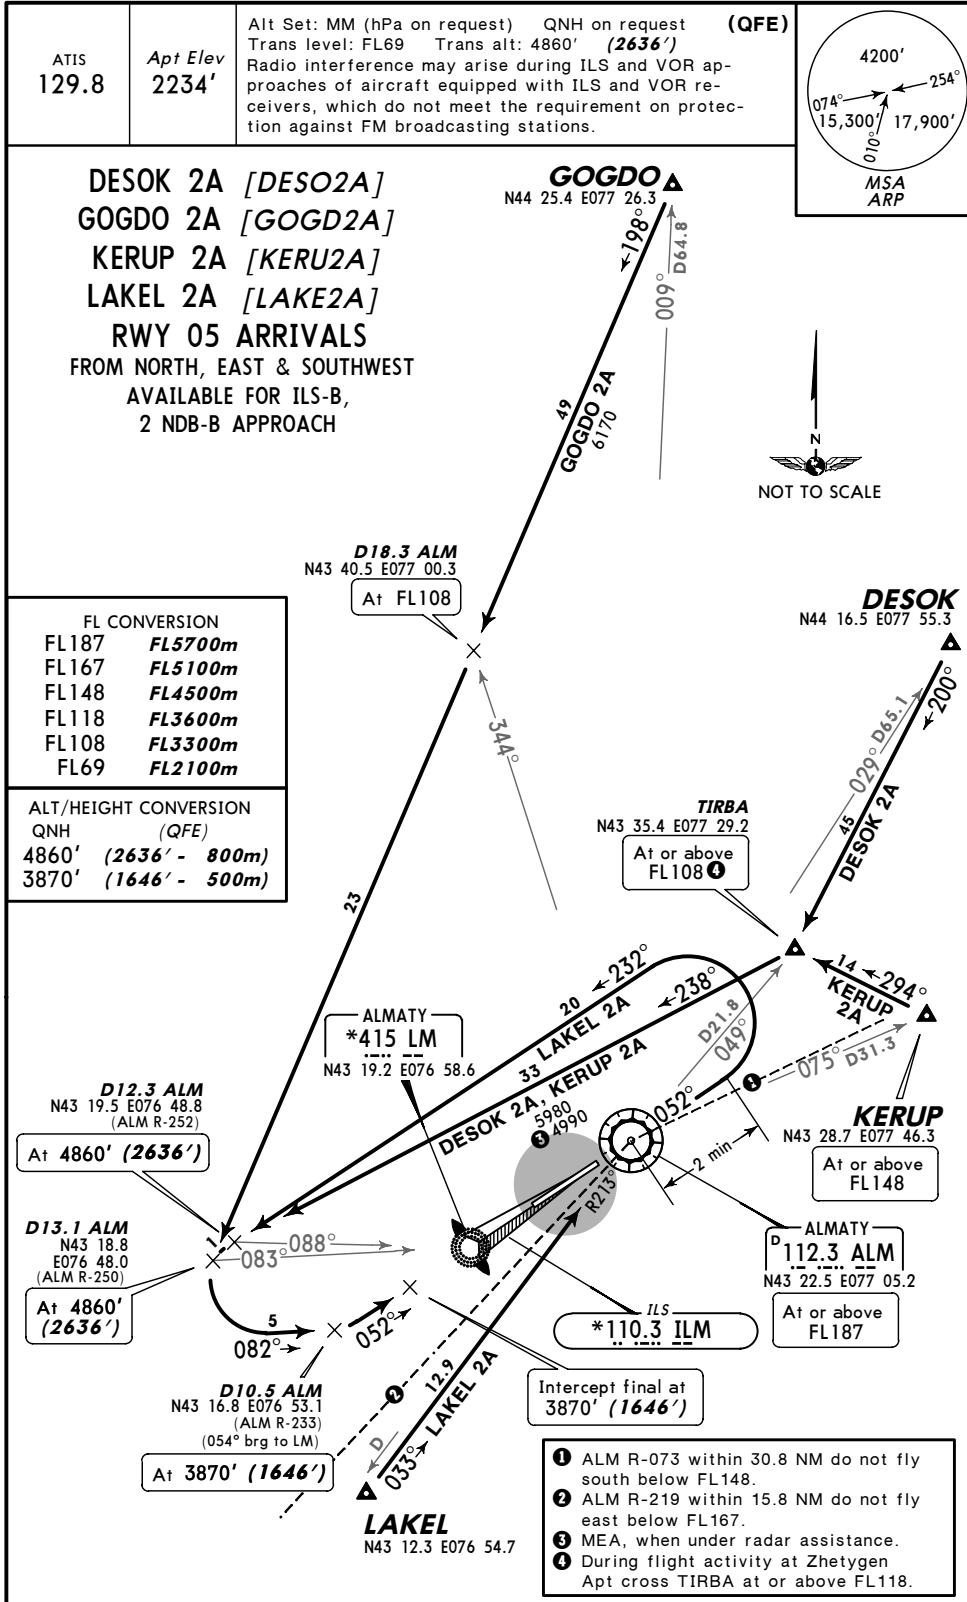 ATIS
129.8
Apt Elev
2234'
Alt Set: MM (hPa on request) QNH on request (QFE)
Trans level: FL69 Trans alt: 4860' (2636')
Radio interference may arise during ILS and VOR ap-
proaches of aircraft equipped with ILS and VOR re-
ceivers, which do not meet the requirement on protec-
tion against FM broadcasting stations.
4200'
074°
254°
15,300'
17,900'
010°
MSA
ARP
DESOK 2A [DESO2A]
GOGDO 2A [GOGD2A]
KERUP 2A [KERU2A]
LAKEL 2A [LAKE2A]
RWY 05 ARRIVALS
FROM NORTH, EAST & SOUTHWEST
AVAILABLE FOR ILS-B,
2 NDB-B APPROACH
GOGDO
N44 25.4 E077 26.3
198°
009°
D64.8
49
GOGDO 2A
6170
N
NOT TO SCALE
D18.3 ALM
N43 40.5 E077 00.3
At FL108
DESOK
N44 16.5 E077 55.3
200°
029° D65.1
45
DESOK 2A
FL CONVERSION
FL187 FL5700m
FL167 FL5100m
FL148 FL4500m
FL118 FL3600m
FL108 FL3300m
FL69 FL2100m
ALT/HEIGHT CONVERSION
QNH (QFE)
4860' (2636' - 800m)
3870' (1646' - 500m)
344°
23
TIRBA
N43 35.4 E077 29.2
At or above
FL108 4
14 294°
KERUP
2A
232°
20
LAKEL 2A
238°
33
DESOK 2A, KERUP 2A
D21.8
049°
075° D31.3
1
052°
2 min
ALMATY
*415 LM
N43 19.2 E076 58.6
5980
3 4990
R213°
KERUP
N43 28.7 E077 46.3
At or above
FL148
D12.3 ALM
N43 19.5 E076 48.8
(ALM R-252)
At 4860' (2636')
D13.1 ALM
N43 18.8
E076 48.0
(ALM R-250)
At 4860'
(2636')
1
088°
083°
5
082°
052°
ALMATY
D 112.3 ALM
N43 22.5 E077 05.2
At or above
FL187
ILS
*110.3 ILM
D10.5 ALM
N43 16.8 E076 53.1
(ALM R-233)
(054° brg to LM)
At 3870' (1646')
2
12.9
LAKEL 2A
033°
D
Intercept final at
3870' (1646')
LAKEL
N43 12.3 E076 54.7
1 ALM R-073 within 30.8 NM do not fly
south below FL148.
2 ALM R-219 within 15.8 NM do not fly
east below FL167.
3 MEA, when under radar assistance.
4 During flight activity at Zhetygen
Apt cross TIRBA at or above FL118.